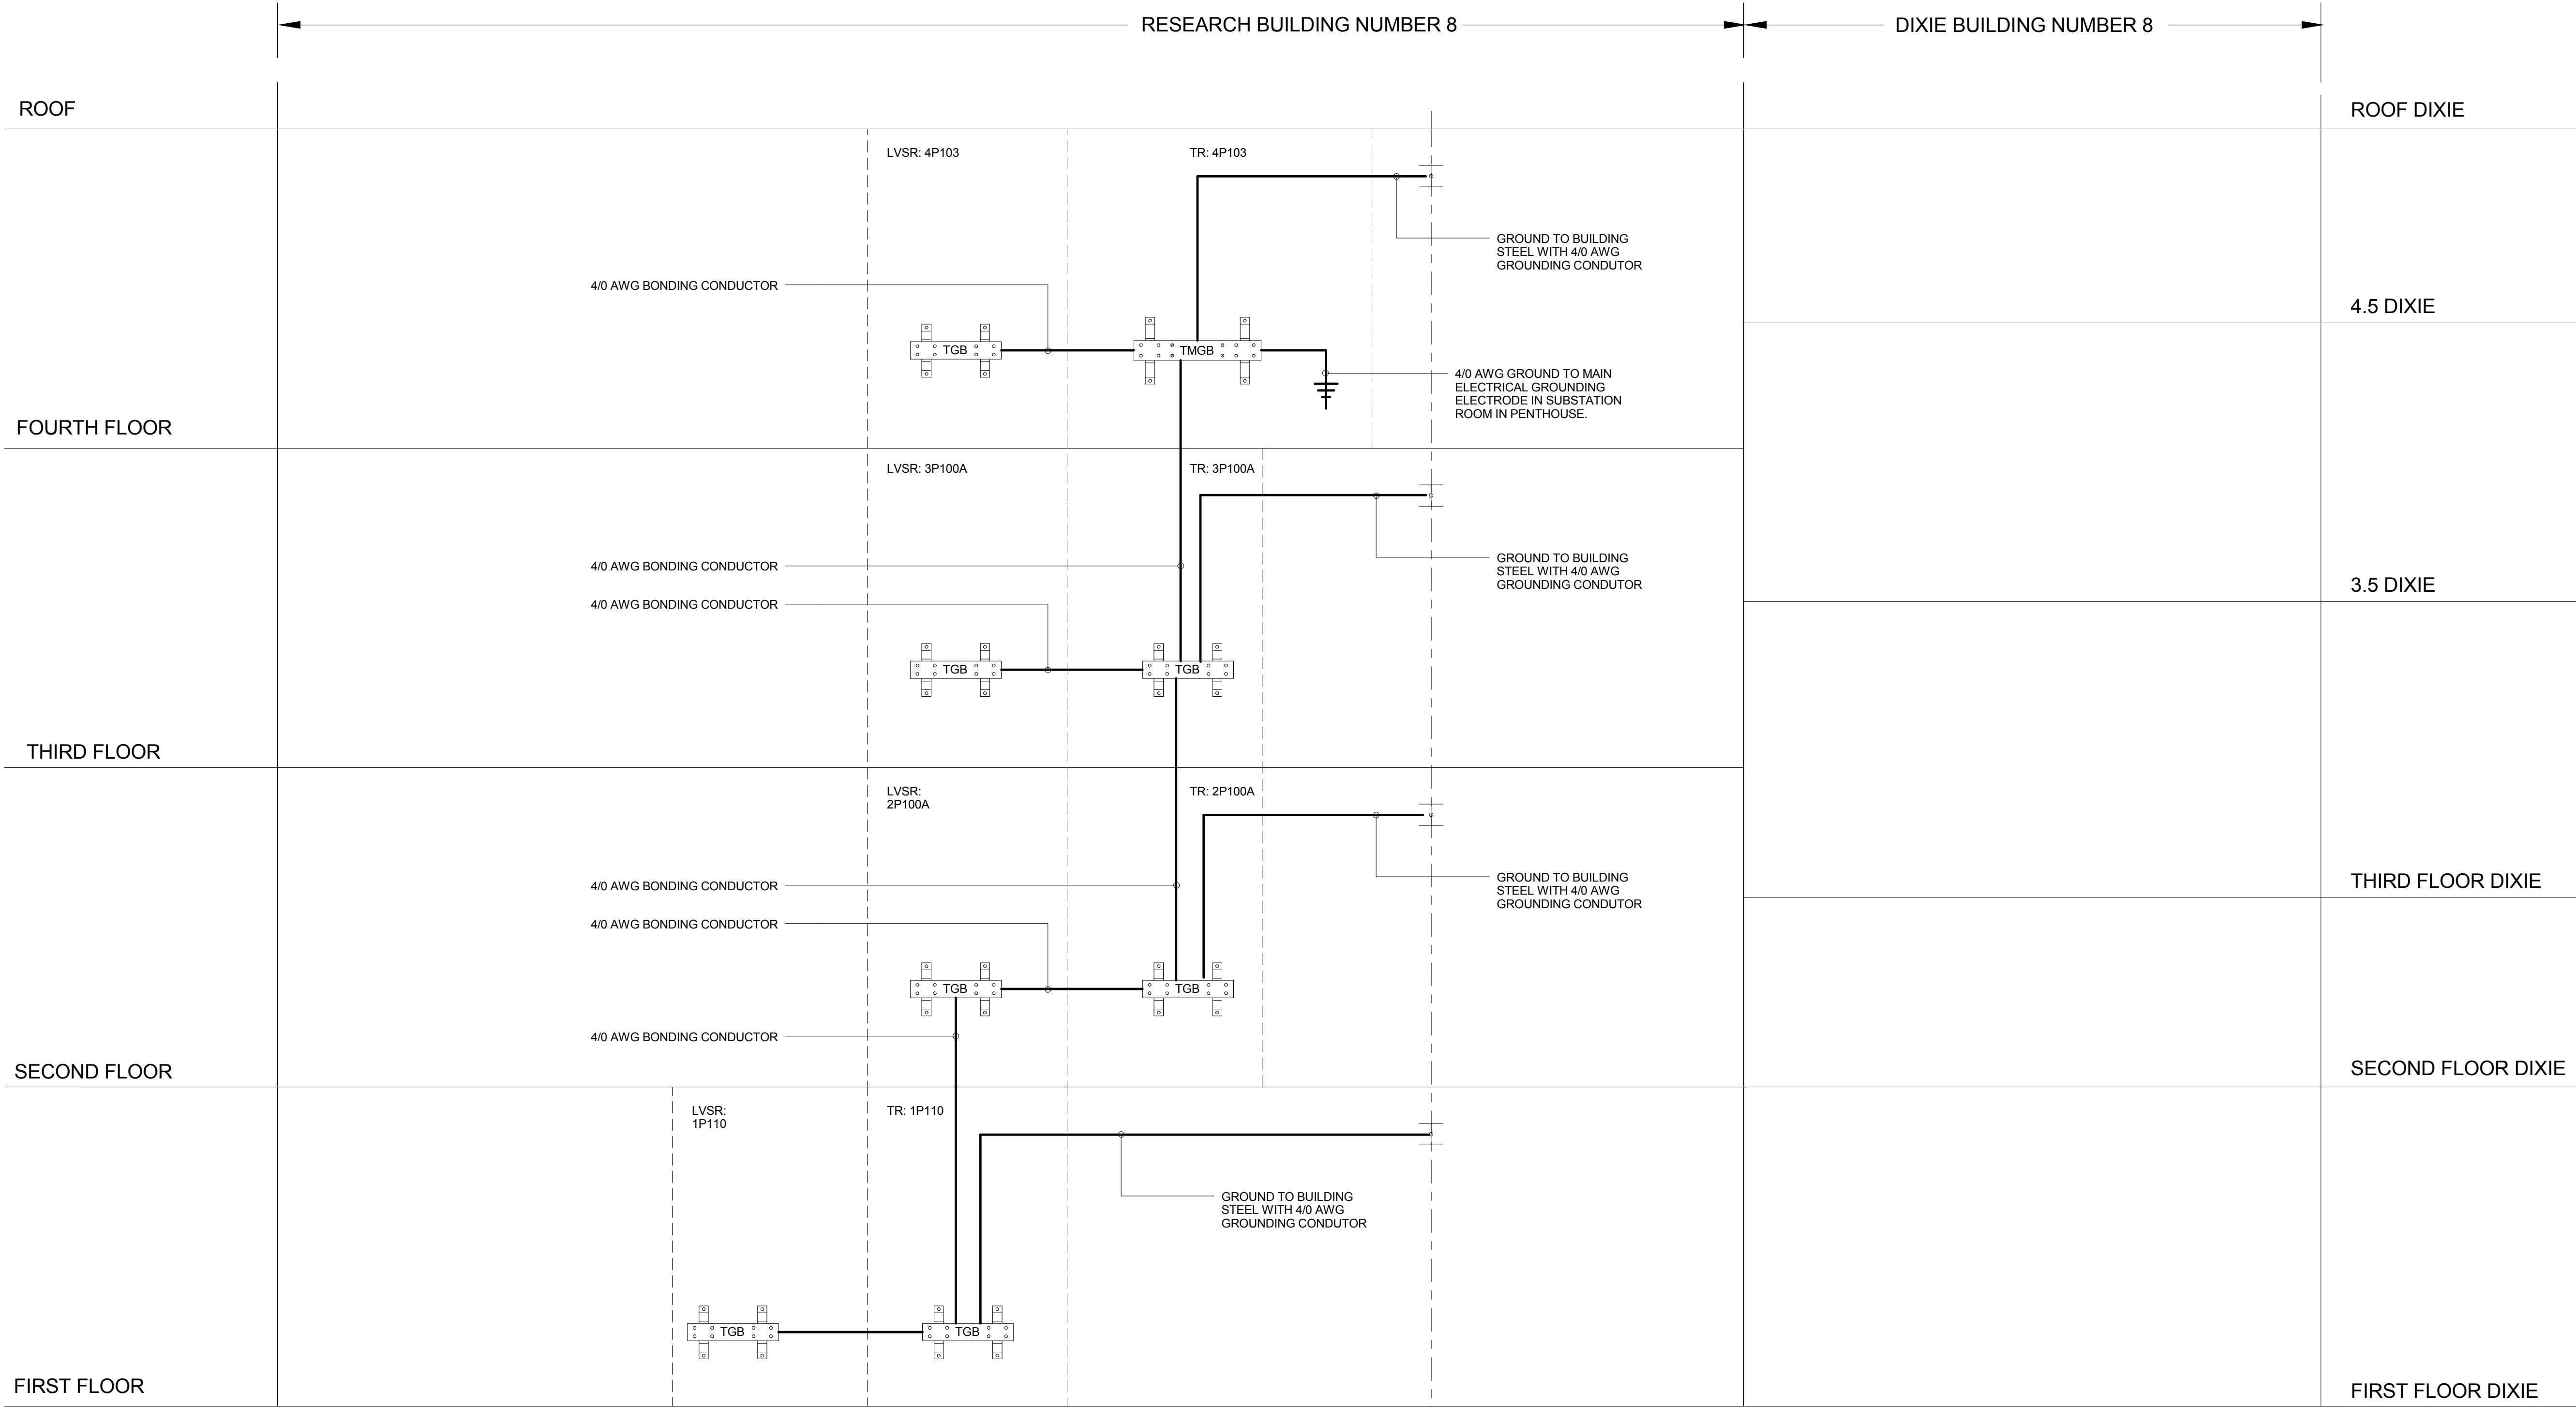 RESEARCH BUILDING NUMBER 8
DIXIE BUILDING NUMBER 8
ROOF
ROOF DIXIE
LVSR: 4P103
TR: 4P103
GROUND TO BUILDING
STEEL WITH 4/0 AWG
GROUNDING CONDUTOR
4/0 AWG BONDING CONDUCTOR
4.5 DIXIE
TGB
TMGB
4/0 AWG GROUND TO MAIN
ELECTRICAL GROUNDING
ELECTRODE IN SUBSTATION
ROOM IN PENTHOUSE.
FOURTH FLOOR
LVSR: 3P100A
TR: 3P100A
4/0 AWG BONDING CONDUCTOR
GROUND TO BUILDING
STEEL WITH 4/0 AWG
GROUNDING CONDUTOR
3.5 DIXIE
4/0 AWG BONDING CONDUCTOR
TGB
TGB
THIRD FLOOR
LVSR:
2P100A
TR: 2P100A
4/0 AWG BONDING CONDUCTOR
GROUND TO BUILDING
STEEL WITH 4/0 AWG
GROUNDING CONDUTOR
THIRD FLOOR DIXIE
4/0 AWG BONDING CONDUCTOR
TGB
TGB
4/0 AWG BONDING CONDUCTOR
SECOND FLOOR
SECOND FLOOR DIXIE
LVSR:
1P110
TR: 1P110
GROUND TO BUILDING
STEEL WITH 4/0 AWG
GROUNDING CONDUTOR
TGB
TGB
FIRST FLOOR
FIRST FLOOR DIXIE